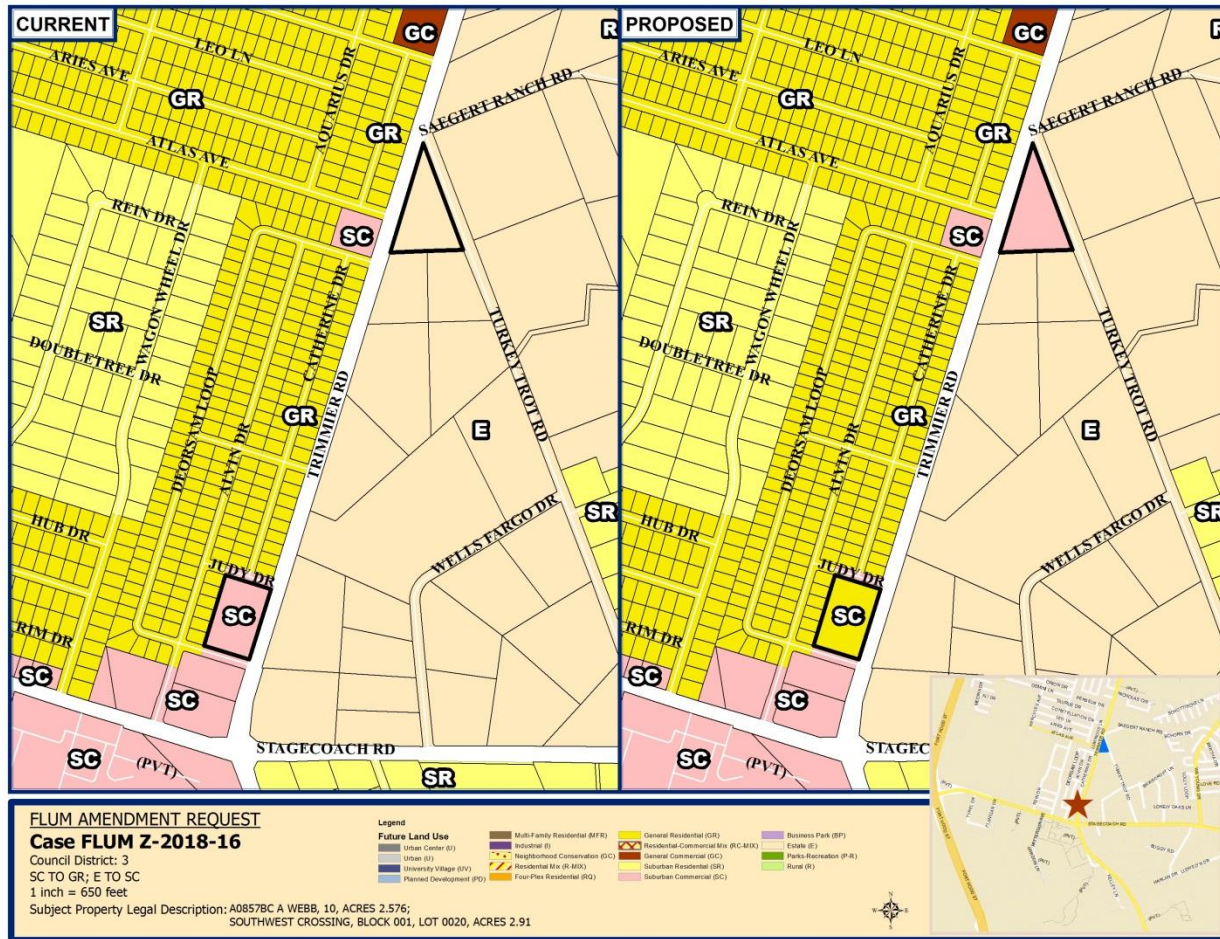 CURRENT
GC
R
LEO LN
ARIES AVE
AQUARIUS DR
GR
GR
SAEGERT RANCH RD
ATLAS AVE
REIN DR
WAGON WHEEL DR
SC
SR
DOUBLETREE DR
CATHERINE DR
TURKEY TROT RD
DEORSAM LOOP
GR
TRIMMIER RD
ALVIN DR
E
SR
HUB DR
WELLS FARGO DR
JUDY DR
SC
RIM DR
SC
SC
STAGECOACH RD
SC
(PVT)
SR
PROPOSED
GC
R
LEO LN
ARIES AVE
AQUARIUS DR
GR
GR
SAEGERT RANCH RD
ATLAS AVE
REIN DR
WAGON WHEEL DR
SC
SR
DOUBLETREE DR
CATHERINE DR
TURKEY TROT RD
DEORSAM LOOP
GR
TRIMMIER RD
ALVIN DR
E
SR
HUB DR
WELLS FARGO DR
JUDY DR
SC
RIM DR
SC
SC
STAGEC
SC
(PVT)
FLUM AMENDMENT REQUEST
Case FLUM Z-2018-16
Council District: 3
SC TO GR; E TO SC
1 inch = 650 feet
Subject Property Legal Description: A0857BC A WEBB, 10, ACRES 2.576;
SOUTHWEST CROSSING, BLOCK 001, LOT 0020, ACRES 2.91
Legend
Future Land Use
Urban Center (U)
Urban (U)
University Village (UV)
Planned Development (PD)
Multi-Family Residential (MFR)
Industrial (I)
Neighborhood Conservation (GC)
Residential Mix (R-MIX)
Four-Plex Residential (RQ)
General Residential (GR)
Residential-Commercial Mix (RC-MIX)
General Commercial (GC)
Suburban Residential (SR)
Suburban Commercial (SC)
Business Park (BP)
Estate (E)
Parks-Recreation (P-R)
Rural (R)
N
W
E
S
SAEGERT RANCH RD
STAGECOACH RD